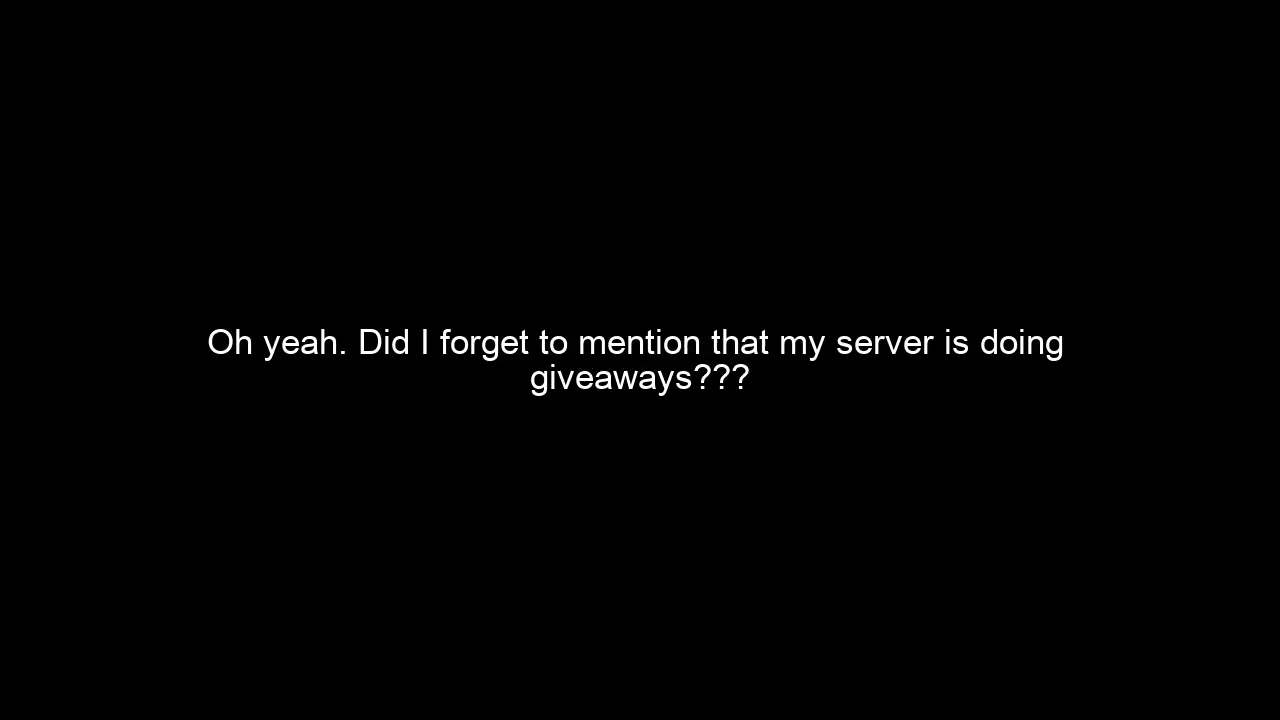 Oh yeah. Did I forget to mention that my server is doing
giveaways???